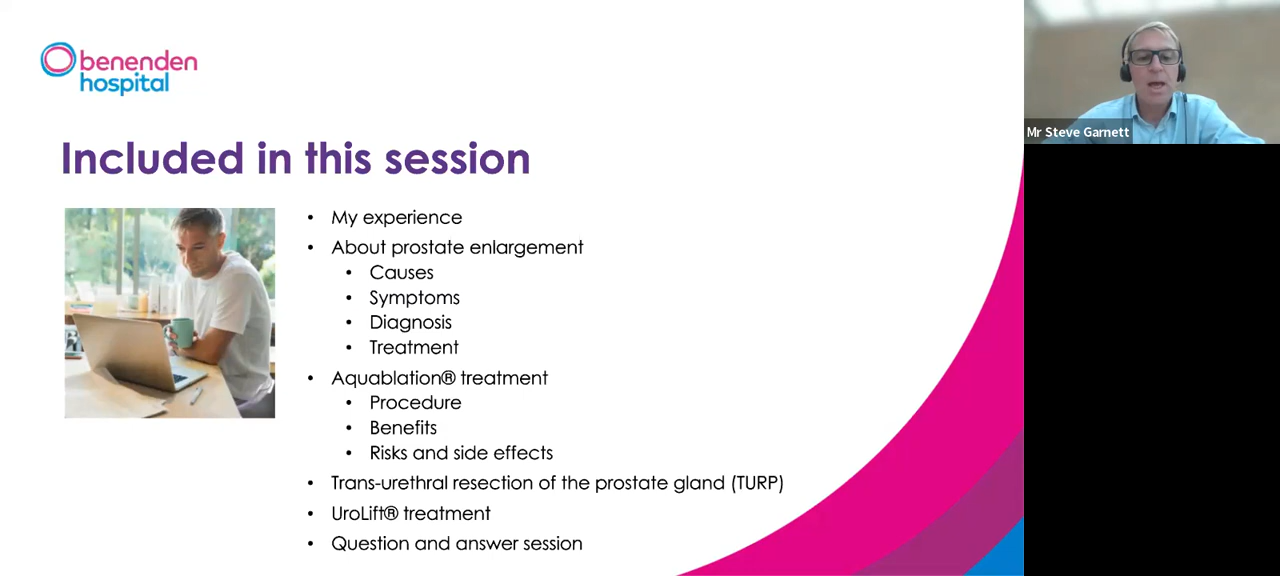 benenden
hospital
Included in this session
• My experience
• About prostate enlargement
• Causes
• Symptoms
• Diagnosis
• Treatment
• Aquablation® treatment
• Procedure
• Benefits
• Risks and side effects
• Trans-urethral resection of the prostate gland (TURP)
• UroLift® treatment
• Question and answer session
Mr Steve Garnett